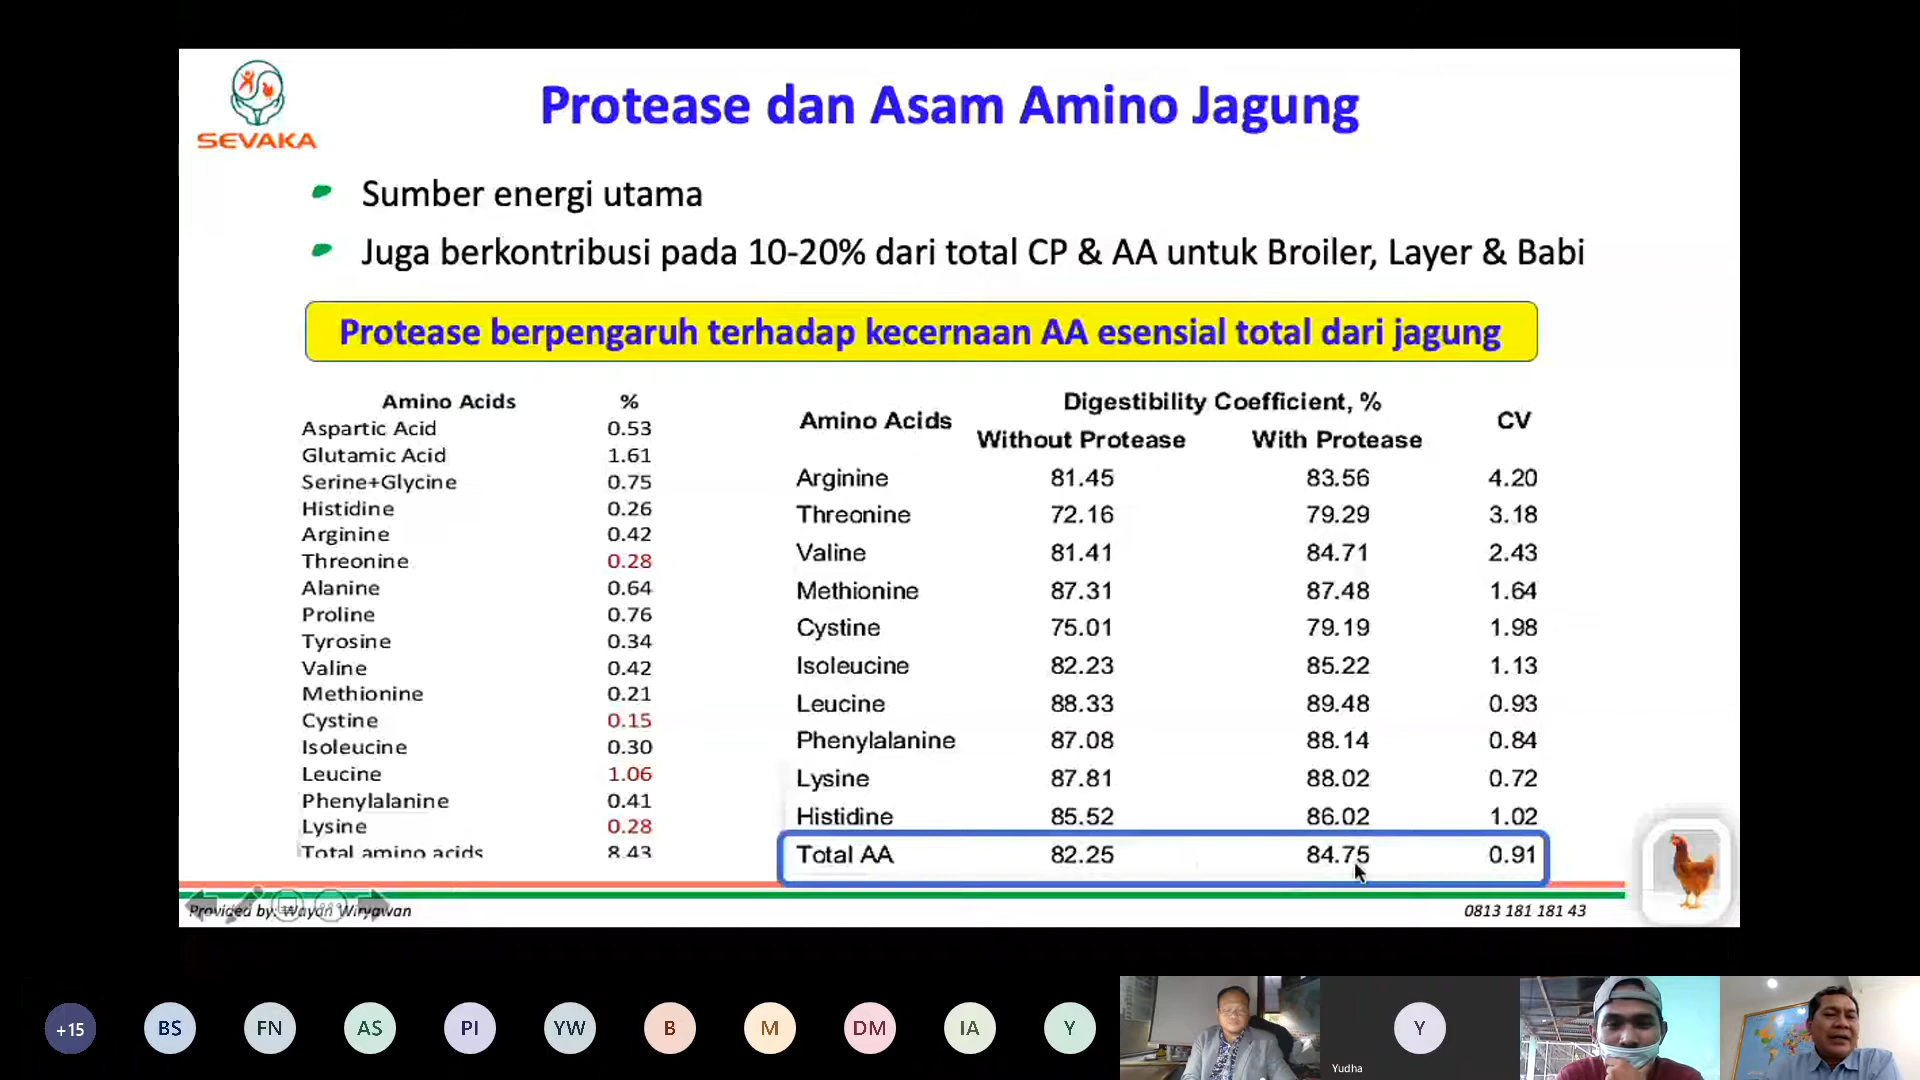 SEVAKA
Protease dan Asam Amino Jagung
Sumber energi utama
Juga berkontribusi pada 10-20% dari total CP & AA untuk Broiler, Layer & Babi
Protease berpengaruh terhadap kecernaan AA esensial total dari jagung
Amino Acids %
Aspartic Acid 0.53
Glutamic Acid 1.61
Serine+Glycine 0.75
Histidine 0.26
Arginine 0.42
Threonine 0.28
Alanine 0.64
Proline 0.76
Tyrosine 0.34
Valine 0.42
Methionine 0.21
Cystine 0.15
Isoleucine 0.30
Leucine 1.06
Phenylalanine 0.41
Lysine 0.28
Total amino acids 8.43
Amino Acids Digestibility Coefficient, % CV
Without Protease With Protease
Arginine 81.45 83.56 4.20
Threonine 72.16 79.29 3.18
Valine 81.41 84.71 2.43
Methionine 87.31 87.48 1.64
Cystine 75.01 79.19 1.98
Isoleucine 82.23 85.22 1.13
Leucine 88.33 89.48 0.93
Phenylalanine 87.08 88.14 0.84
Lysine 87.81 88.02 0.72
Histidine 85.52 86.02 1.02
Total AA 82.25 84.75 0.91
Provided by: Wayan Wiryawan
0813 181 181 43
+15 BS FN AS PI YW B M DM IA Y Y
Yudha